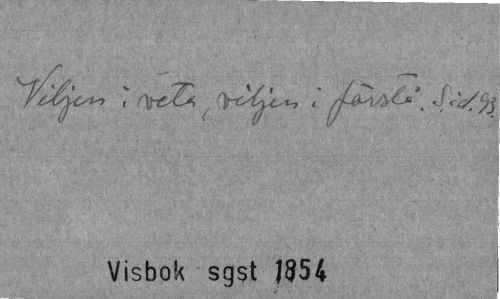 Viljen i veta, viljen i förstå. Sid. 93.
Visbok sgst 1854